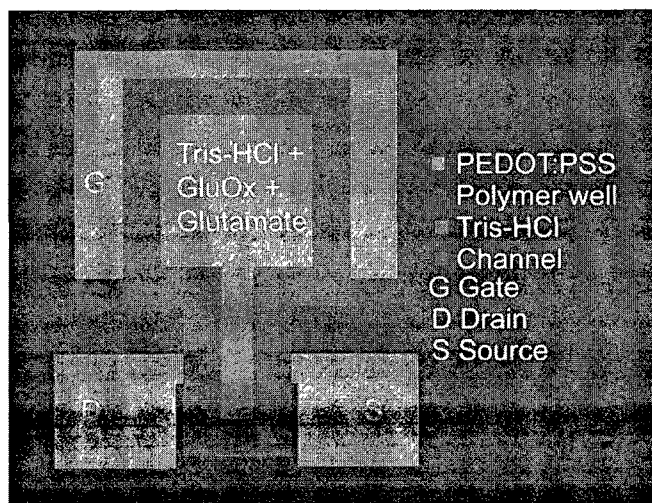 Tris-HCl +
GluOx +
Glutamate
G
D
S
PEDOT:PSS
Polymer well
Tris-HCl
Channel
G Gate
D Drain
S Source